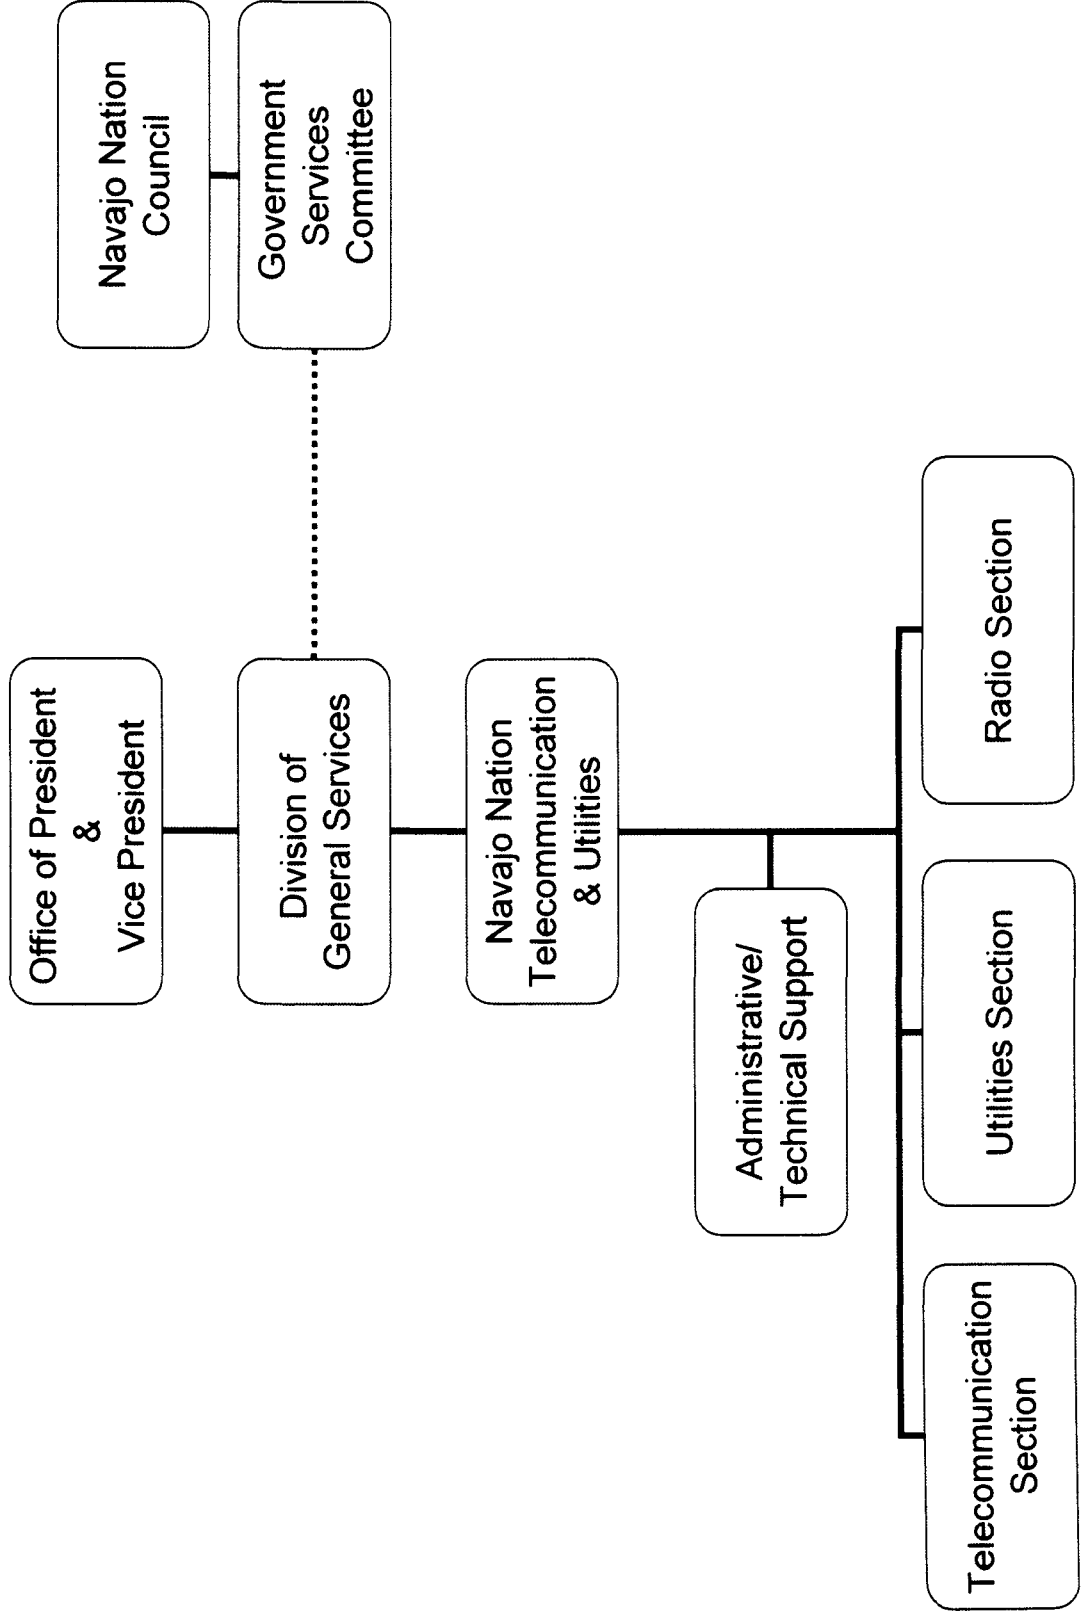 Office of President
&
Vice President
Navajo Nation
Council
Division of
General Services
Government
Services
Committee
Navajo Nation
Telecommunication
& Utilities
Administrative/
Technical Support
Telecommunication
Section
Utilities Section
Radio Section